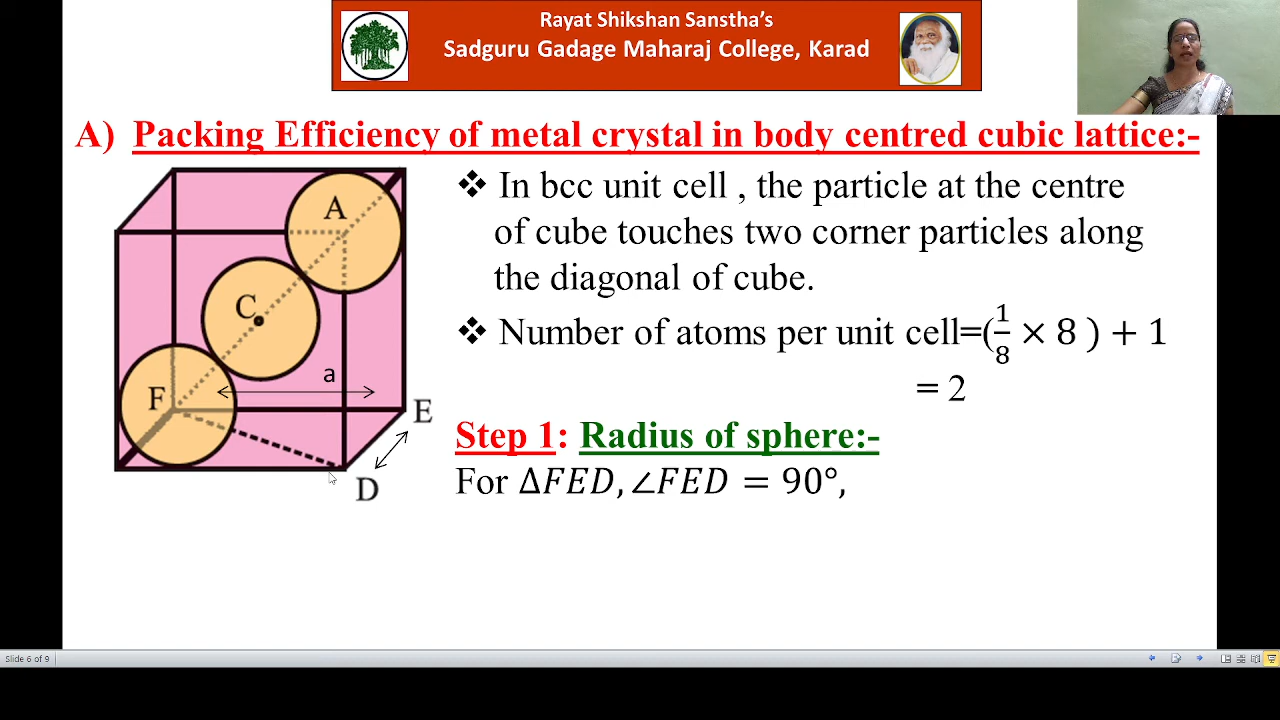 Rayat Shikshan Sanstha's
Sadguru Gadage Maharaj College, Karad
A) Packing Efficiency of metal crystal in body centred cubic lattice:-
❖ In bcc unit cell , the particle at the centre
of cube touches two corner particles along
the diagonal of cube.
❖ Number of atoms per unit cell=(1/8 × 8 ) + 1
= 2
Step 1: Radius of sphere:-
For ΔFED, ∠FED = 90°,
A
C
a
F
E
D
Slide 6 of 9